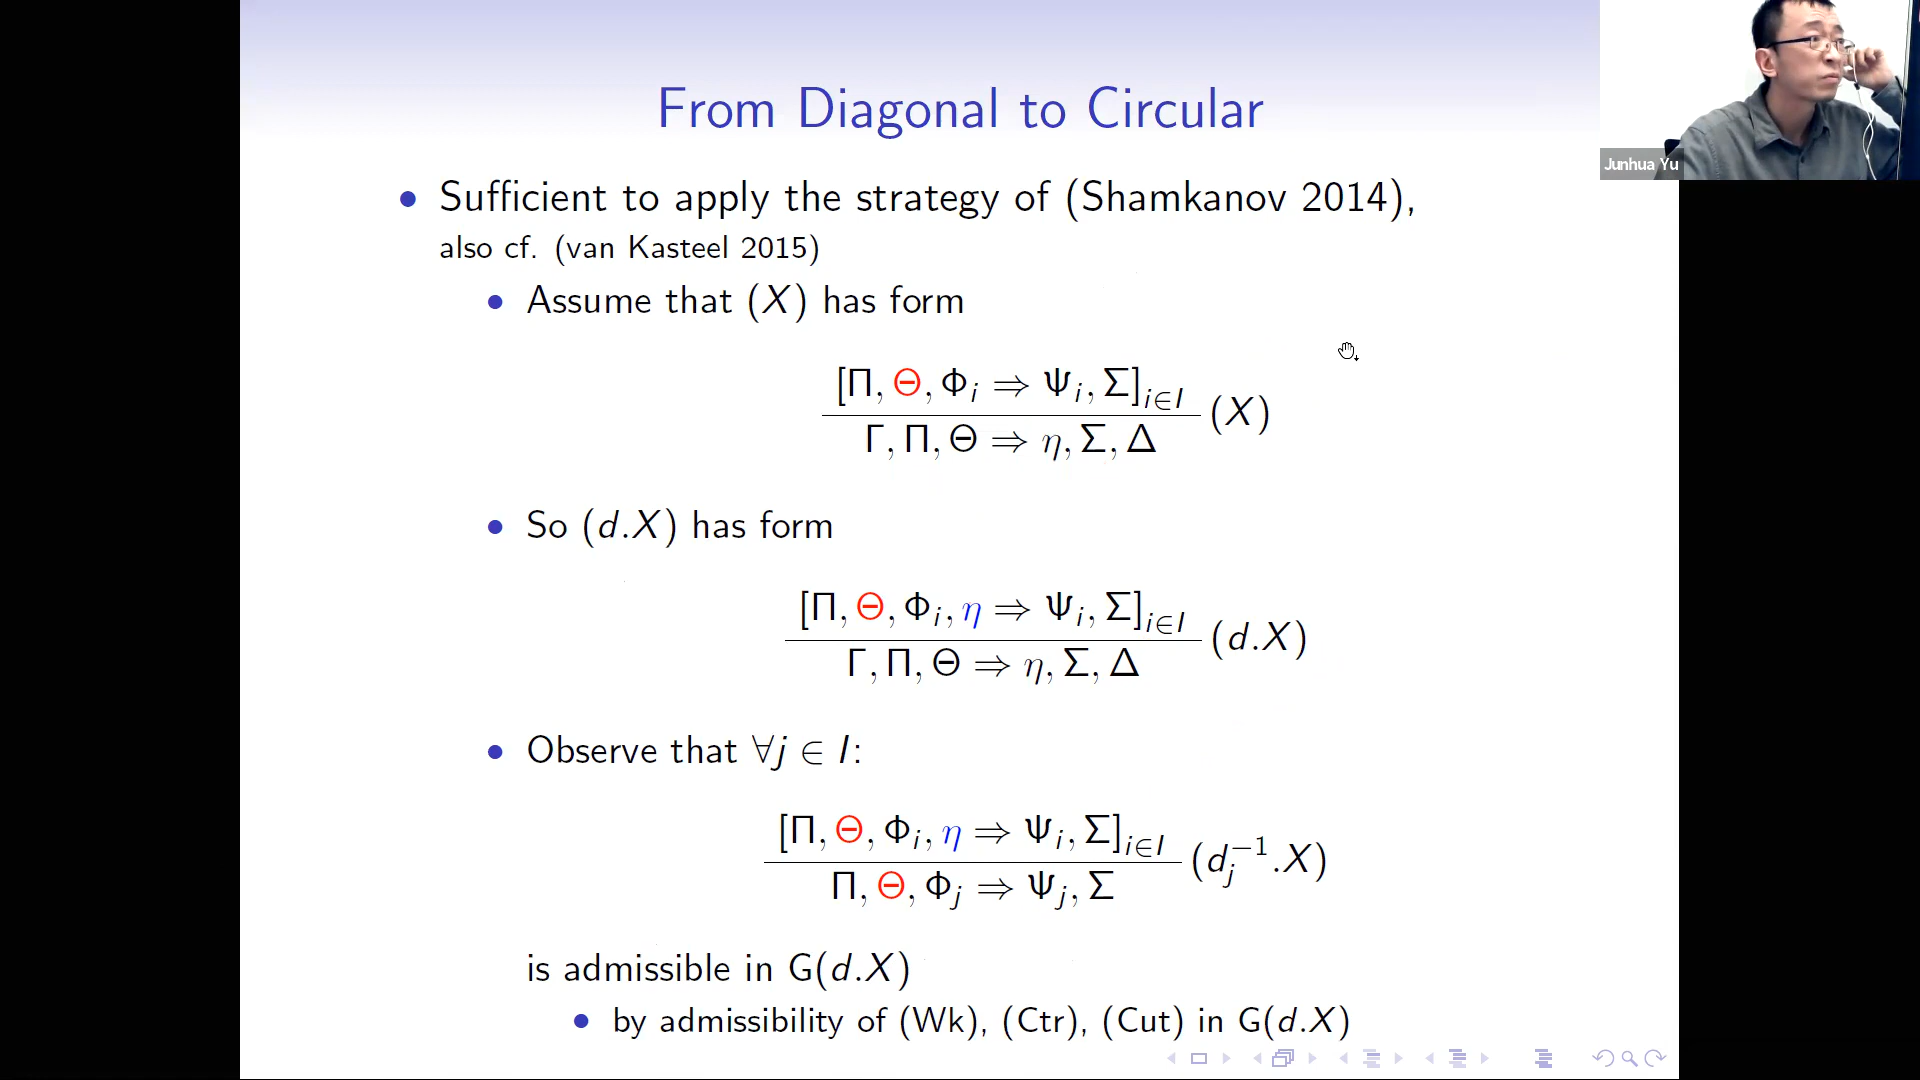 From Diagonal to Circular
Junhua Yu
• Sufficient to apply the strategy of (Shamkanov 2014),
also cf. (van Kasteel 2015)
• Assume that (X) has form
[Π, Θ, Φ_i ⇒ Ψ_i, Σ]_{i∈I}
(X)
Γ, Π, Θ ⇒ η, Σ, Δ
• So (d.X) has form
[Π, Θ, Φ_i, η ⇒ Ψ_i, Σ]_{i∈I}
(d.X)
Γ, Π, Θ ⇒ η, Σ, Δ
• Observe that ∀j ∈ I:
[Π, Θ, Φ_i, η ⇒ Ψ_i, Σ]_{i∈I}
(d_j^{-1}.X)
Π, Θ, Φ_j ⇒ Ψ_j, Σ
is admissible in G(d.X)
• by admissibility of (Wk), (Ctr), (Cut) in G(d.X)